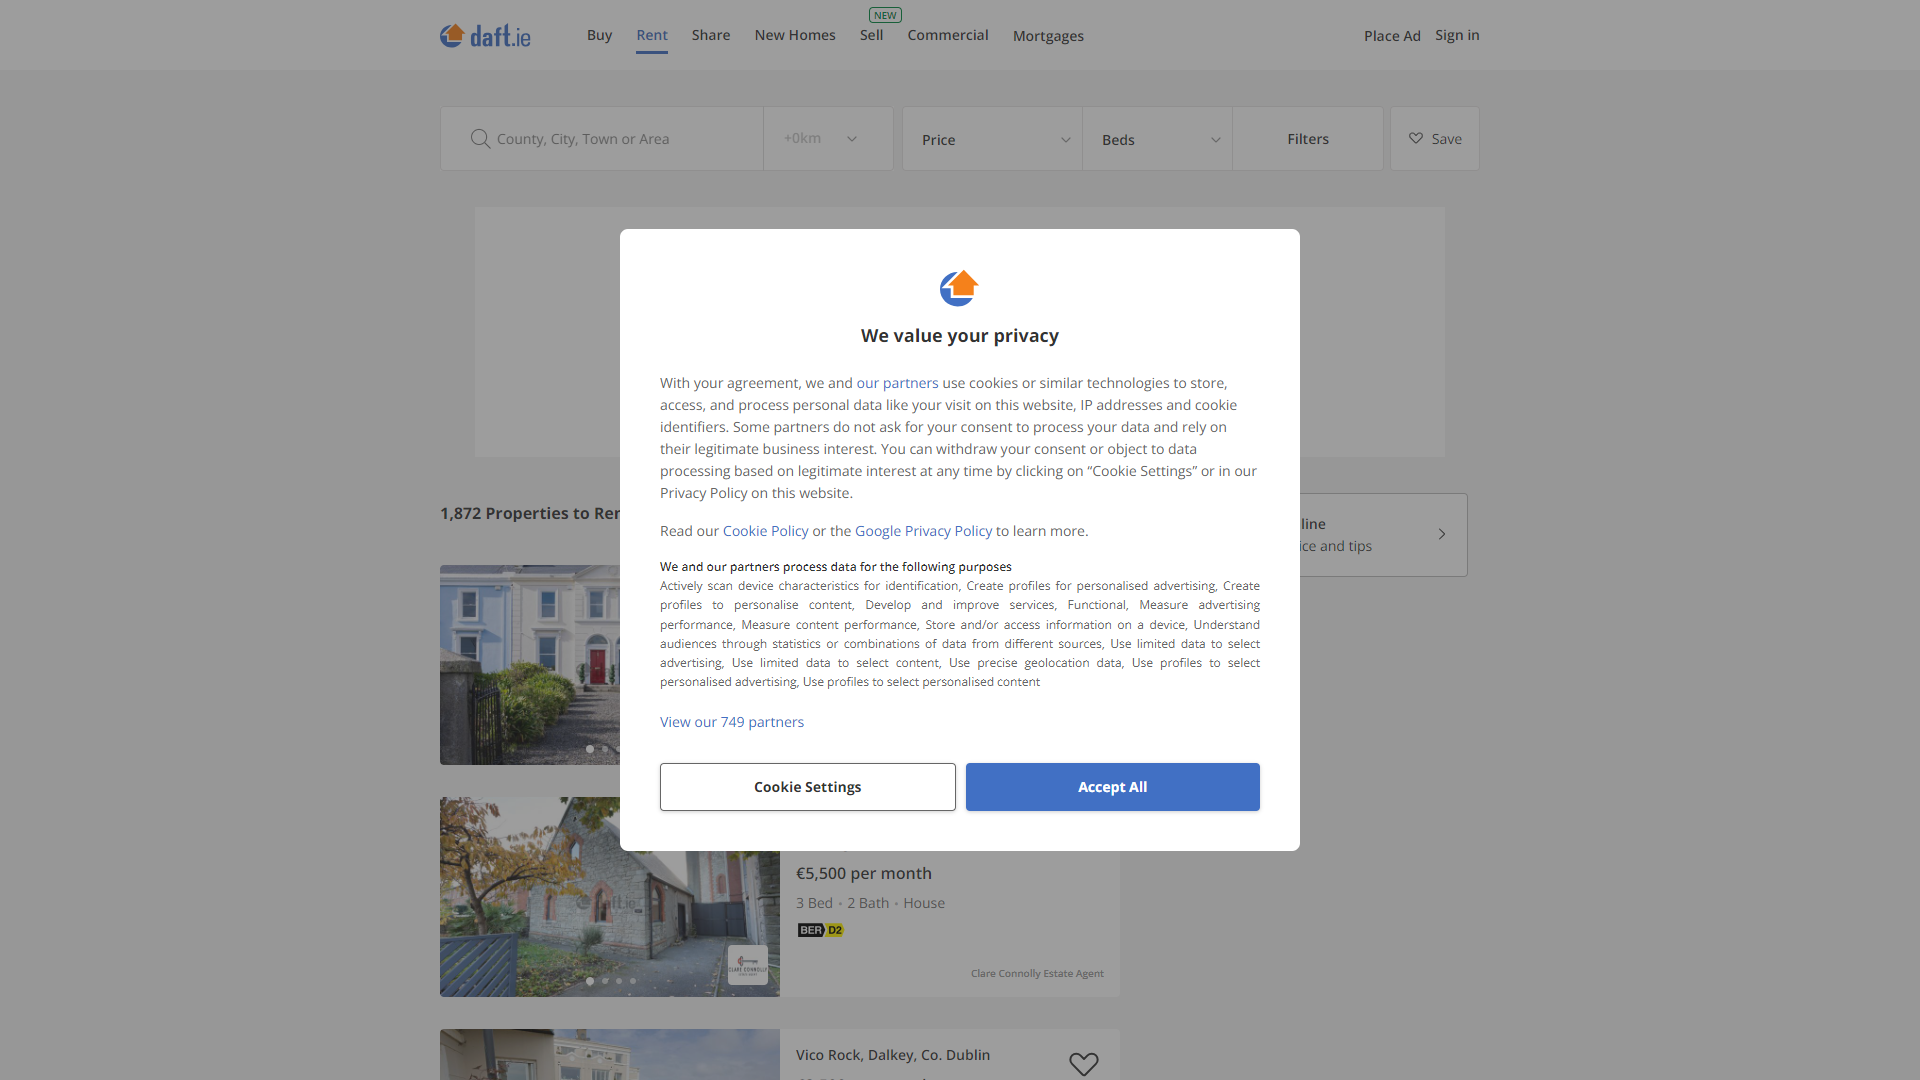 daft.ie
Buy
Rent
Share
New Homes
NEW
Sell
Commercial
Mortgages
Place Ad
Sign in
County, City, Town or Area
+0km
Price
Beds
Filters
Save
We value your privacy
With your agreement, we and our partners use cookies or similar technologies to store,
access, and process personal data like your visit on this website, IP addresses and cookie
identifiers. Some partners do not ask for your consent to process your data and rely on
their legitimate business interest. You can withdraw your consent or object to data
processing based on legitimate interest at any time by clicking on “Cookie Settings” or in our
Privacy Policy on this website.
Read our Cookie Policy or the Google Privacy Policy to learn more.
We and our partners process data for the following purposes
Actively scan device characteristics for identification, Create profiles for personalised advertising, Create
profiles to personalise content, Develop and improve services, Functional, Measure advertising
performance, Measure content performance, Store and/or access information on a device, Understand
audiences through statistics or combinations of data from different sources, Use limited data to select
advertising, Use limited data to select content, Use precise geolocation data, Use profiles to select
personalised advertising, Use profiles to select personalised content
View our 749 partners
Cookie Settings
Accept All
1,872 Properties to Ren
line
ice and tips
€5,500 per month
3 Bed • 2 Bath • House
BER D2
CLARE CONNOLLY
Clare Connolly Estate Agent
Vico Rock, Dalkey, Co. Dublin